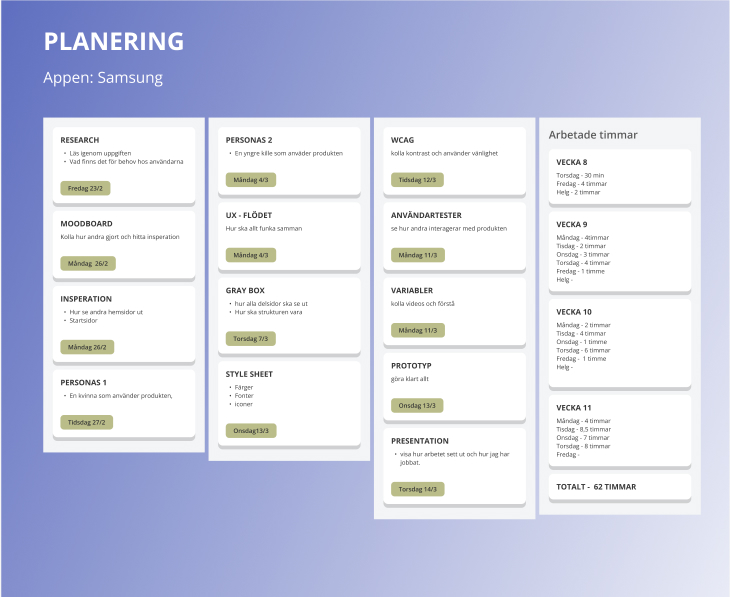 PLANERING
Appen: Samsung
RESEARCH
• Läs igenom uppgiften
• Vad finns det för behov hos användarna
Fredag 23/2
MOODBOARD
Kolla hur andra gjort och hitta insperation
Måndag 26/2
INSPERATION
• Hur se andra hemsidor ut
• Startsidor
Måndag 26/2
PERSONAS 1
• En kvinna som använder produkten,
Tidsdag 27/2
PERSONAS 2
• En yngre kille som anväder produkten
Måndag 4/3
UX - FLÖDET
Hur ska allt funka samman
Måndag 4/3
GRAY BOX
• hur alla delsidor ska se ut
• Hur ska strukturen vara
Torsdag 7/3
STYLE SHEET
• Färger
• Fonter
• iconer
Onsdag13/3
WCAG
kolla kontrast och använder vänlighet
Tidsdag 12/3
ANVÄNDARTESTER
se hur andra interagerar med produkten
Måndag 11/3
VARIABLER
kolla videos och förstå
Måndag 11/3
PROTOTYP
göra klart allt
Onsdag 13/3
PRESENTATION
• visa hur arbetet sett ut och hur jag har
jobbat.
Torsdag 14/3
Arbetade timmar
VECKA 8
Torsdag - 30 min
Fredag - 4 timmar
Helg - 2 timmar
VECKA 9
Måndag - 4timmar
Tisdag - 2 timmar
Onsdag - 3 timmar
Torsdag - 4 timmar
Fredag - 1 timme
Helg -
VECKA 10
Måndag - 2 timmar
Tisdag - 4 timmar
Onsdag - 1 timme
Torsdag - 6 timmar
Fredag - 1 timme
Helg -
VECKA 11
Måndag - 4 timmar
Tisdag - 8,5 timmar
Onsdag - 7 timmar
Torsdag - 8 timmar
Fredag -
TOTALT - 62 TIMMAR